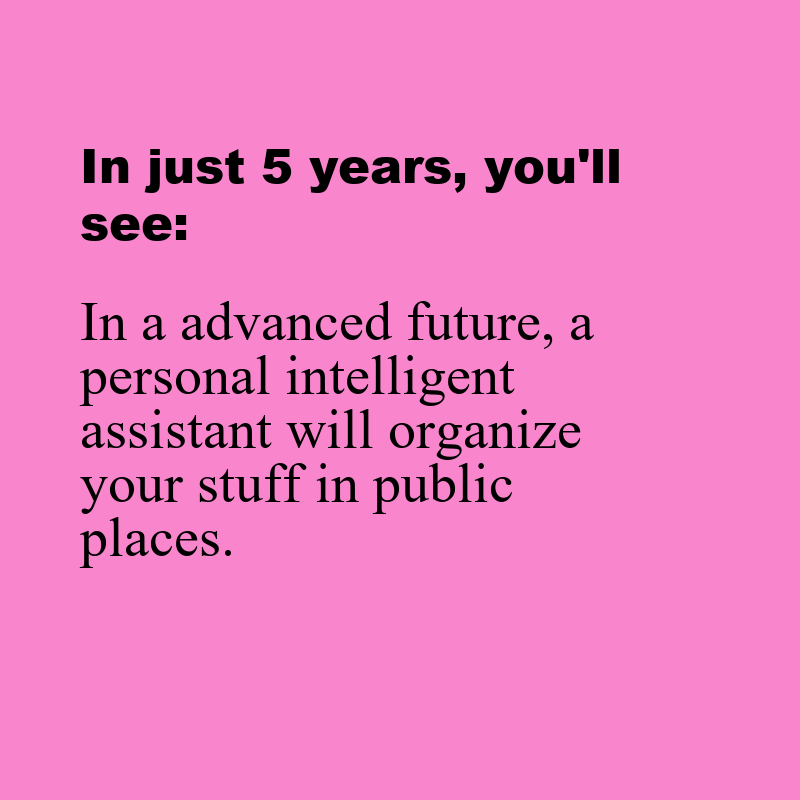 In just 5 years, you'll
see:
In a advanced future, a
personal intelligent
assistant will organize
your stuff in public
places.